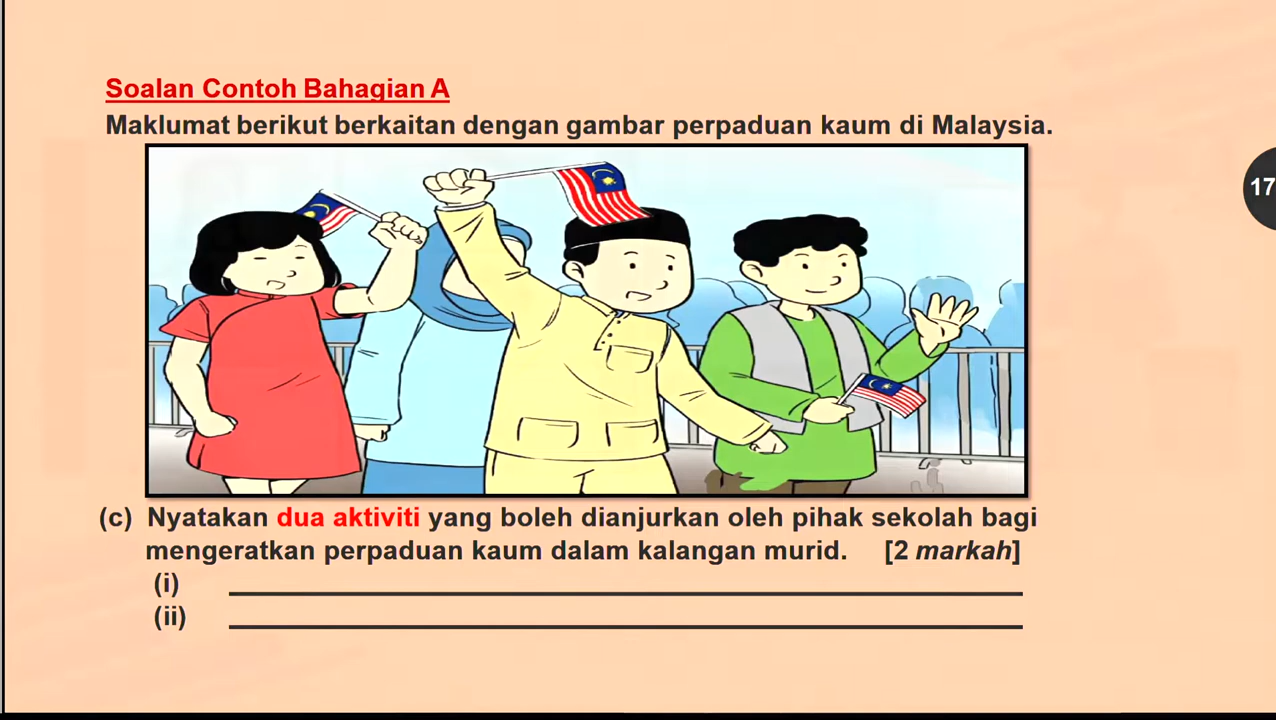 Soalan Contoh Bahagian A
Maklumat berikut berkaitan dengan gambar perpaduan kaum di Malaysia.
17
(c) Nyatakan dua aktiviti yang boleh dianjurkan oleh pihak sekolah bagi
mengeratkan perpaduan kaum dalam kalangan murid. [2 markah]
(i)
(ii)